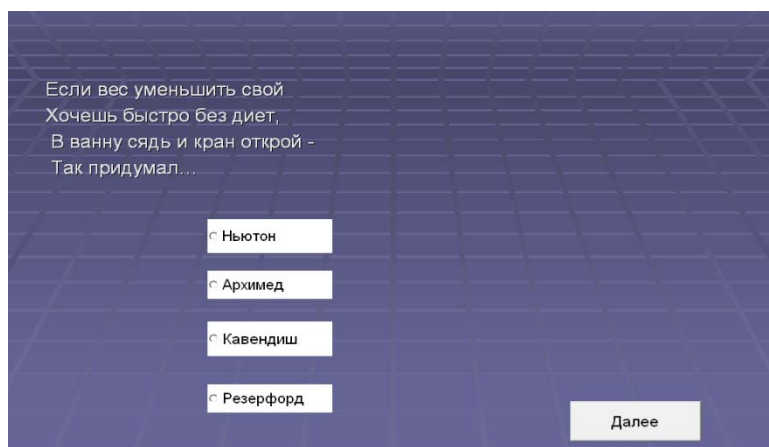 Если вес уменьшить свой
Хочешь быстро без диет,
В ванну сядь и кран открой -
Так придумал...
Ньютон
Архимед
Кавендиш
Резерфорд
Далее